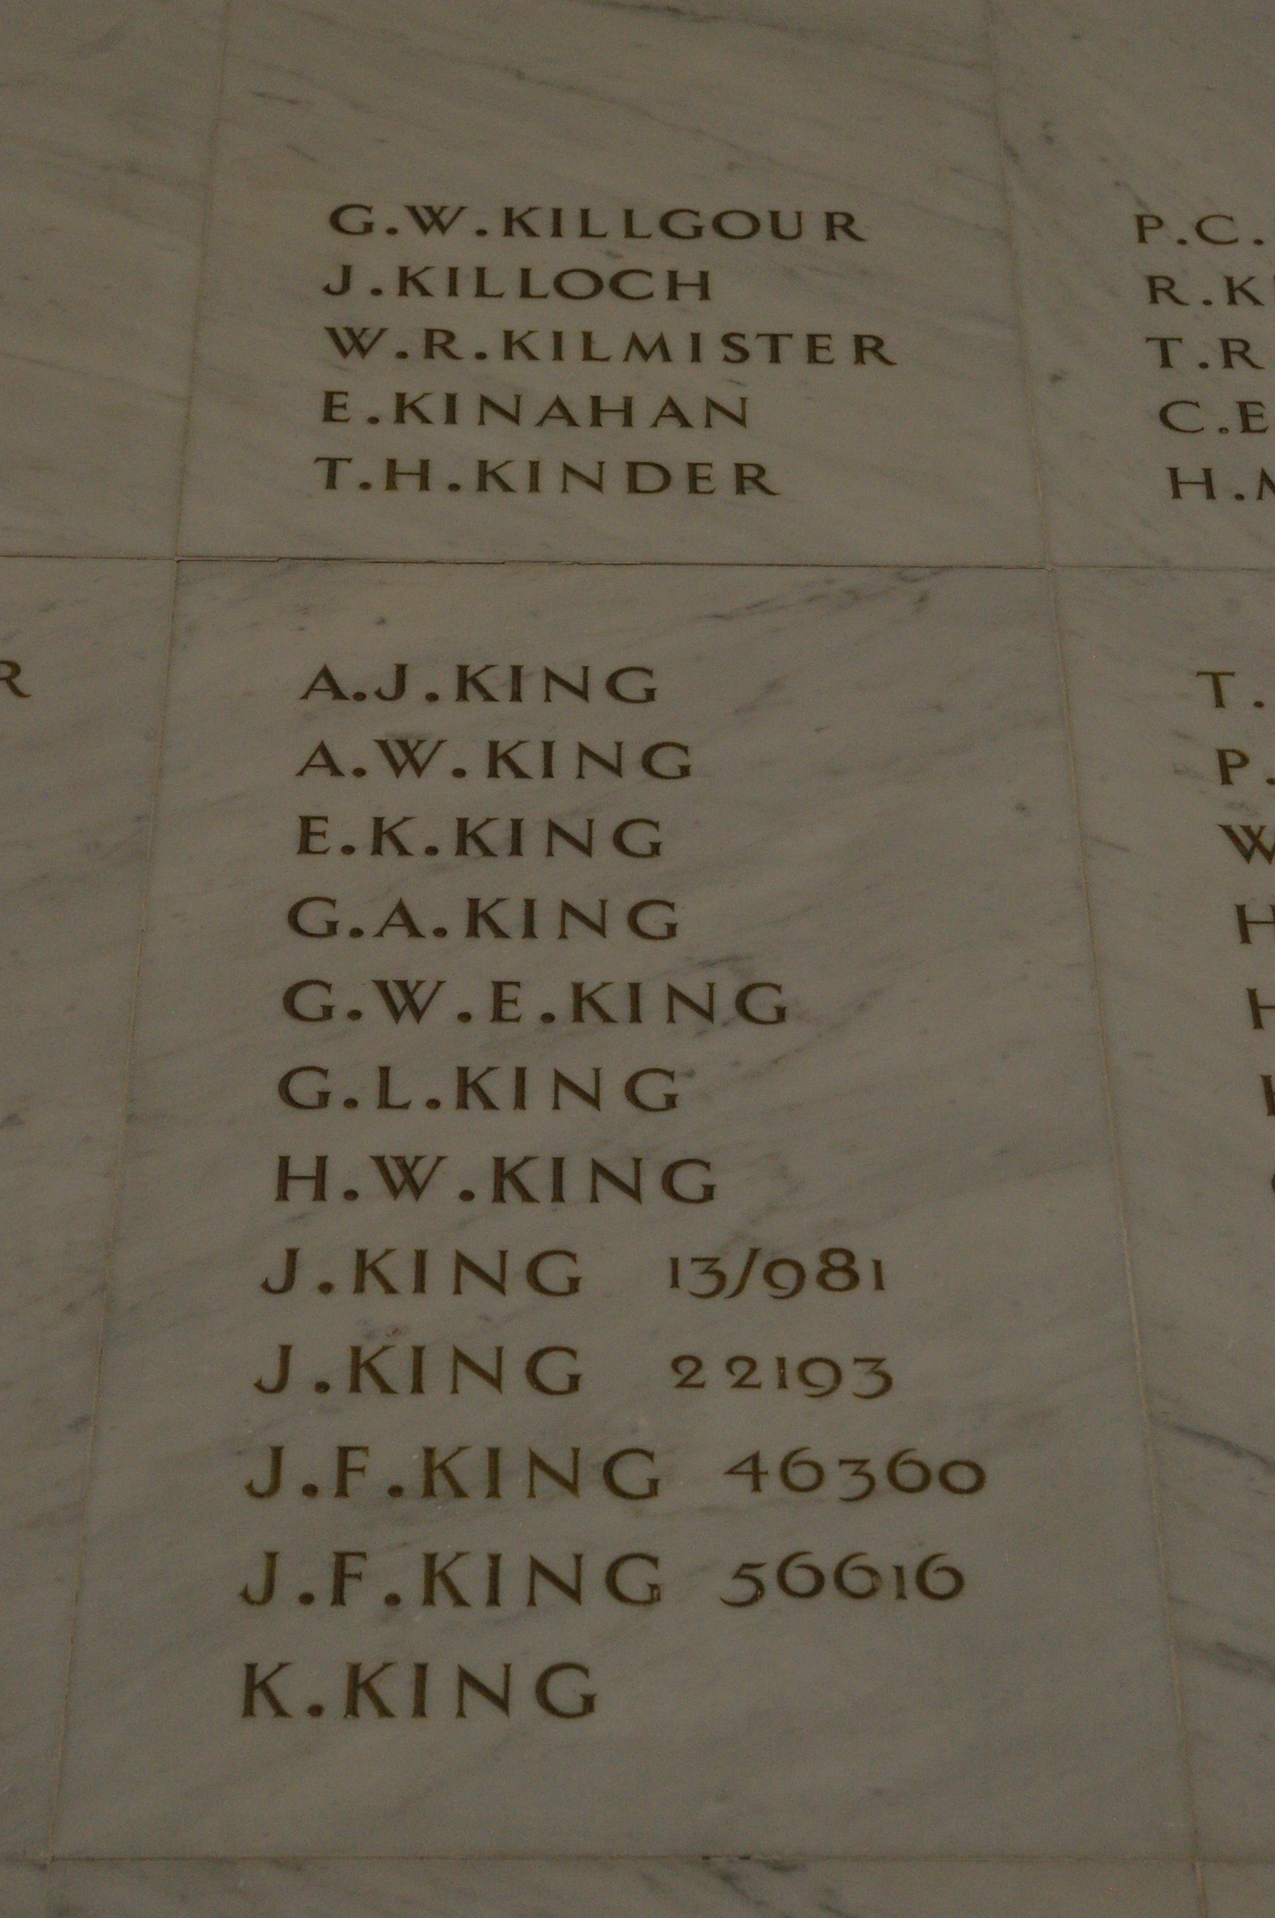 G.W.KILLGOUR
J.KILLOCH
W.R.KILMISTER
E.KINAHAN
T.H.KINDER
A.J.KING
A.W.KING
E.K.KING
G.A.KING
G.W.E.KING
G.L.KING
H.W.KING
J.KING 13/981
J.KING 22193
J.F.KING 46360
J.F.KING 56616
K.KING
R
P.C.
R.K
T.R
C.E
H.M
T.
P.
W
H
H